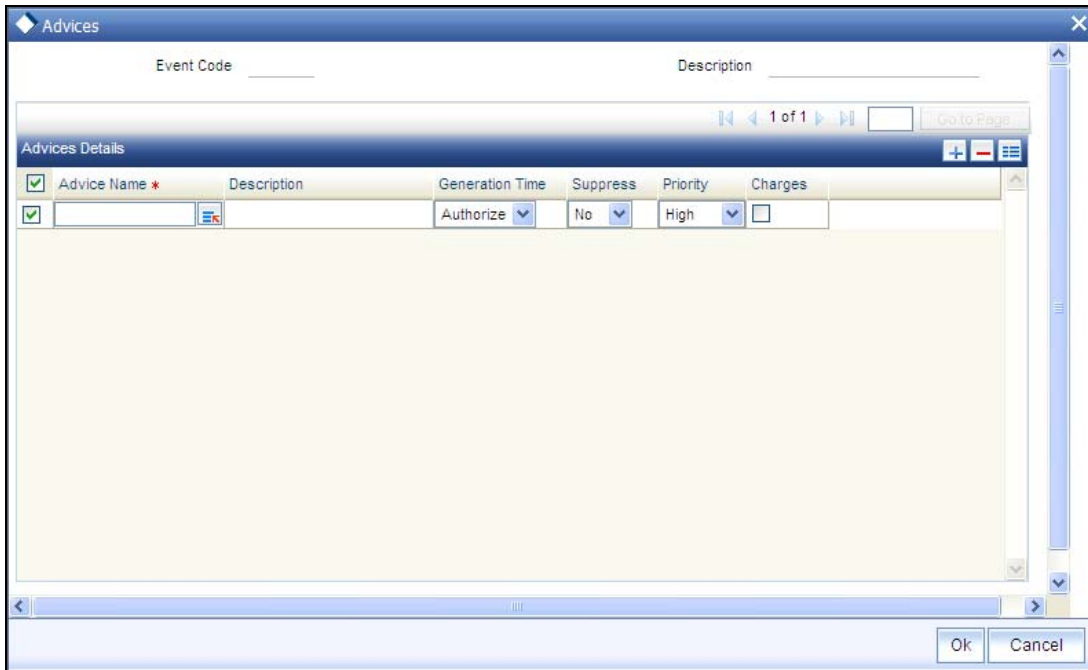 Advices
Event Code
Description
1 of 1
Go to Page
Advices Details
Advice Name *
Description
Generation Time
Suppress
Priority
Charges
Authorize
No
High
Ok
Cancel